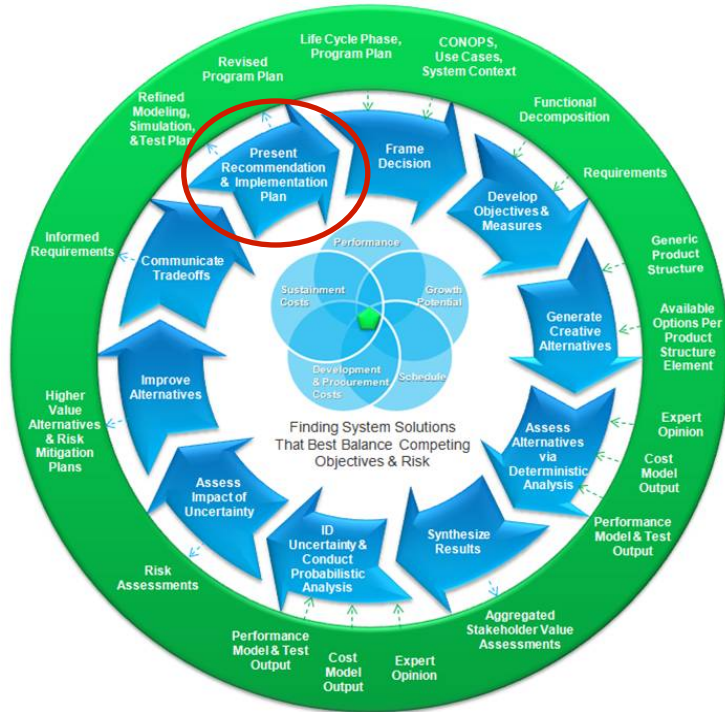 Life Cycle Phase,
Program Plan
CONOPS,
Use Cases,
System Context
Functional
Decomposition
Requirements
Generic
Product
Structure
Available
Options Per
Product
Structure
Element
Expert
Opinion
Cost
Model
Output
Performance
Model & Test
Output
Aggregated
Stakeholder Value
Assessments
Expert
Opinion
Cost
Model
Output
Performance
Model & Test
Output
Risk
Assessments
Higher
Value
Alternatives
& Risk
Mitigation
Plans
Informed
Requirements
Refined
Modeling,
Simulation,
& Test Plan
Revised
Program Plan
Frame
Decision
Develop
Objectives &
Measures
Generate
Creative
Alternatives
Assess
Alternatives
via
Deterministic
Analysis
Synthesize
Results
ID
Uncertainty &
Conduct
Probabilistic
Analysis
Assess
Impact of
Uncertainty
Improve
Alternatives
Communicate
Tradeoffs
Present
Recommendation
& Implementation
Plan
Performance
Growth
Potential
Schedule
Development
& Procurement
Costs
Sustainment
Costs
Finding System Solutions
That Best Balance Competing
Objectives & Risk